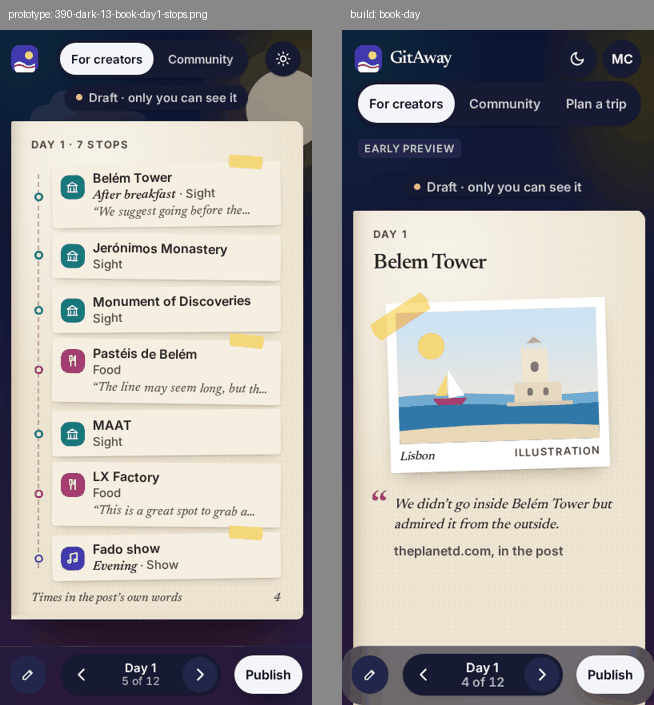 prototype: 390-dark-13-book-day1-stops.png
For creators
Community
Draft · only you can see it
DAY 1 · 7 STOPS
Belém Tower
After breakfast · Sight
“We suggest going before the...
Jerónimos Monastery
Sight
Monument of Discoveries
Sight
Pastéis de Belém
Food
“The line may seem long, but th...
MAAT
Sight
LX Factory
Food
“This is a great spot to grab a...
Fado show
Evening · Show
Times in the post’s own words
4
Day 1
5 of 12
Publish
build: book-day
GitAway
MC
For creators
Community
Plan a trip
EARLY PREVIEW
Draft · only you can see it
DAY 1
Belem Tower
Lisbon
ILLUSTRATION
“ We didn’t go inside Belém Tower but
admired it from the outside.
theplanetd.com, in the post
Day 1
4 of 12
Publish